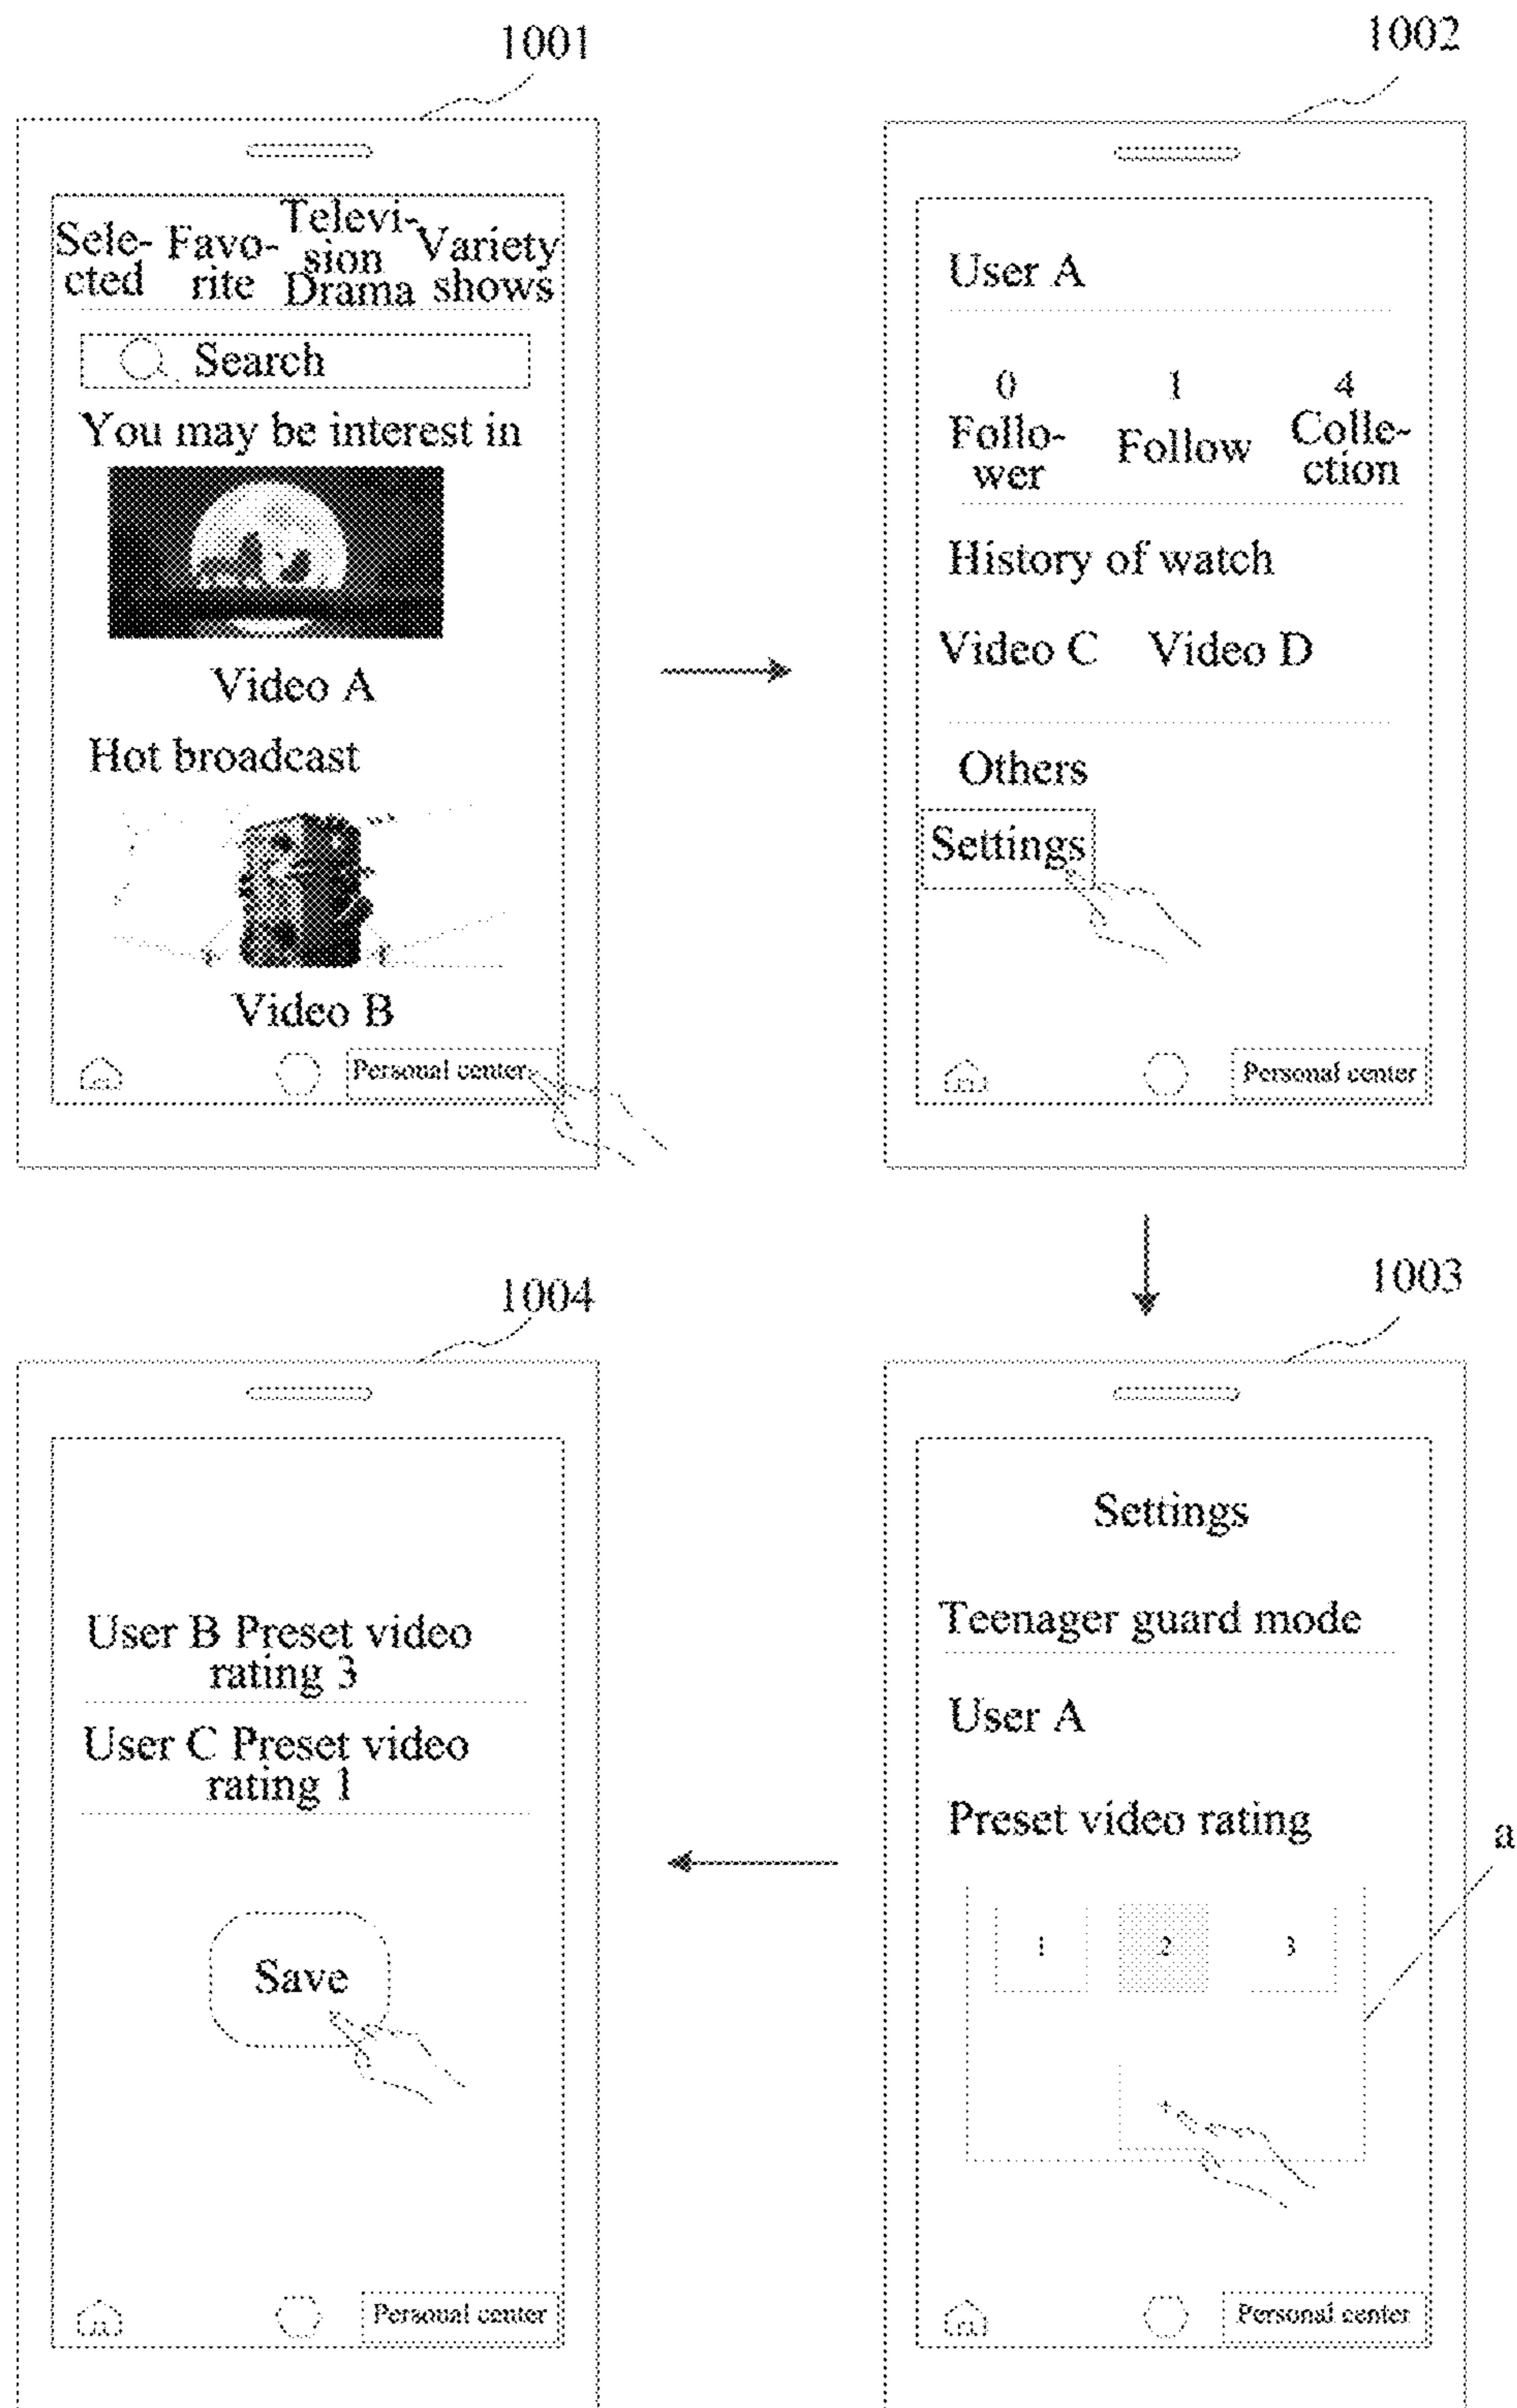 1001
Sele-
cted
Favo-
rite
Televi-
sion
Drama
Variety
shows
Search
You may be interest in
Video A
Hot broadcast
Video B
Personal center
1002
User A
0
Follo-
wer
1
Follow
4
Colle-
ction
History of watch
Video C Video D
Others
Settings
Personal center
1003
Settings
Teenager guard mode
User A
Preset video rating
a
1 2 3
+
Personal center
1004
User B Preset video
rating 3
User C Preset video
rating 1
Save
Personal center